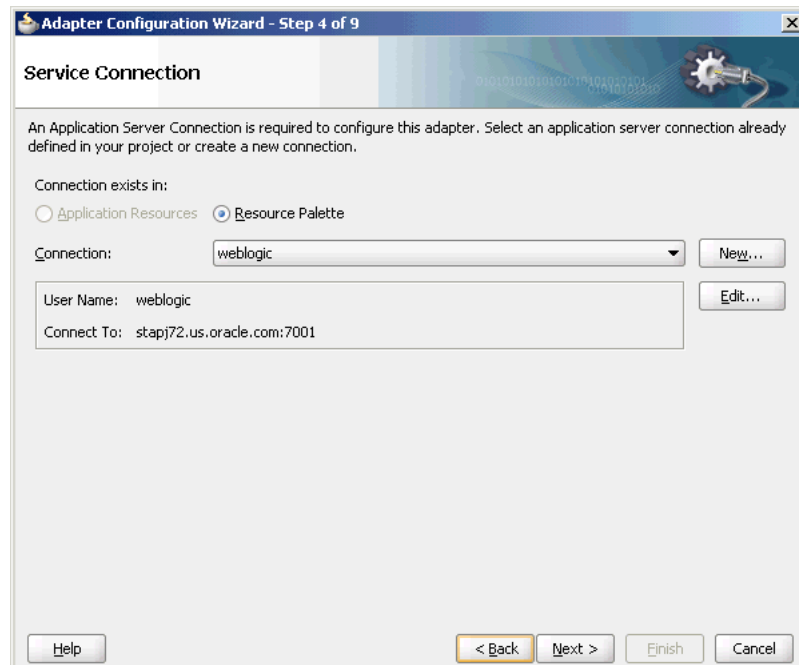 Adapter Configuration Wizard - Step 4 of 9
Service Connection
An Application Server Connection is required to configure this adapter. Select an application server connection already
defined in your project or create a new connection.
Connection exists in:
Application Resources Resource Palette
Connection: weblogic New...
User Name: weblogic Edit...
Connect To: stapj72.us.oracle.com:7001
Help < Back Next > Finish Cancel